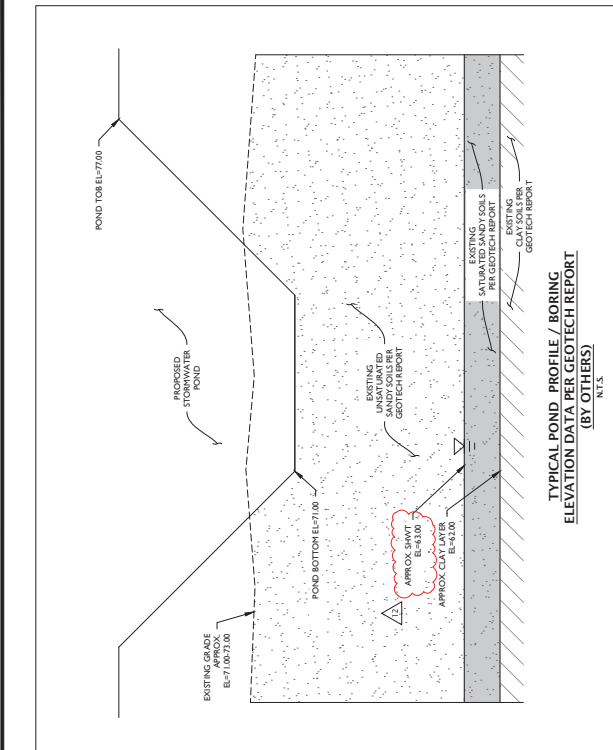 POND TOB EL=77.00
PROPOSED
STORMWATER
POND
EXISTING GRADE
APPROX.
EL=71.00-73.00
POND BOTTOM EL=71.00
EXISTING
UNSATURATED
SANDY SOILS PER
GEOTECH REPORT
12
APPROX. SHWT
EL=63.00
APPROX. CLAY LAYER
EL=62.00
EXISTING
SATURATED SANDY SOILS
PER GEOTECH REPORT
EXISTING
CLAY SOILS PER
GEOTECH REPORT
TYPICAL POND PROFILE / BORING
ELEVATION DATA PER GEOTECH REPORT
(BY OTHERS)
N.T.S.